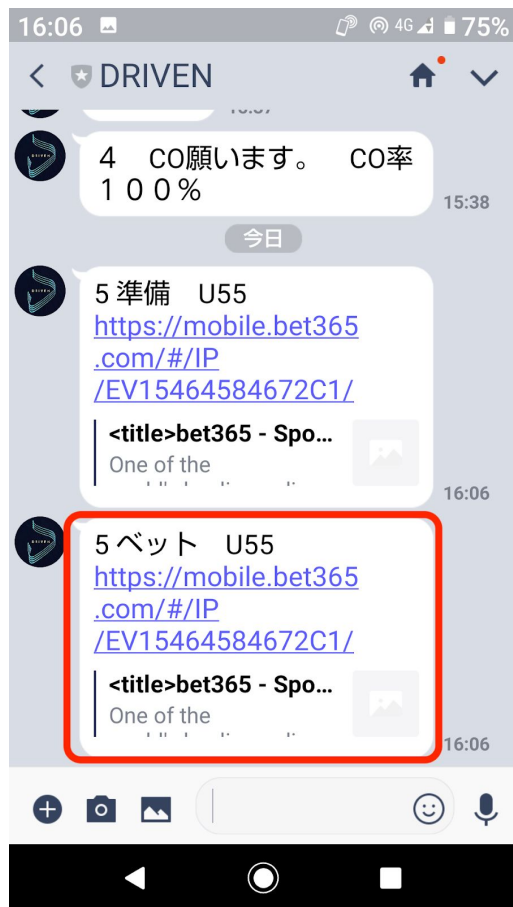 16:06
4G
75%
DRIVEN
4 CO願います。 CO率
１００％
15:38
今日
5 準備 U55
https://mobile.bet365
.com/#/IP
/EV15464584672C1/
<title>bet365 - Spo...
One of the
16:06
5 ベット U55
https://mobile.bet365
.com/#/IP
/EV15464584672C1/
<title>bet365 - Spo...
One of the
16:06